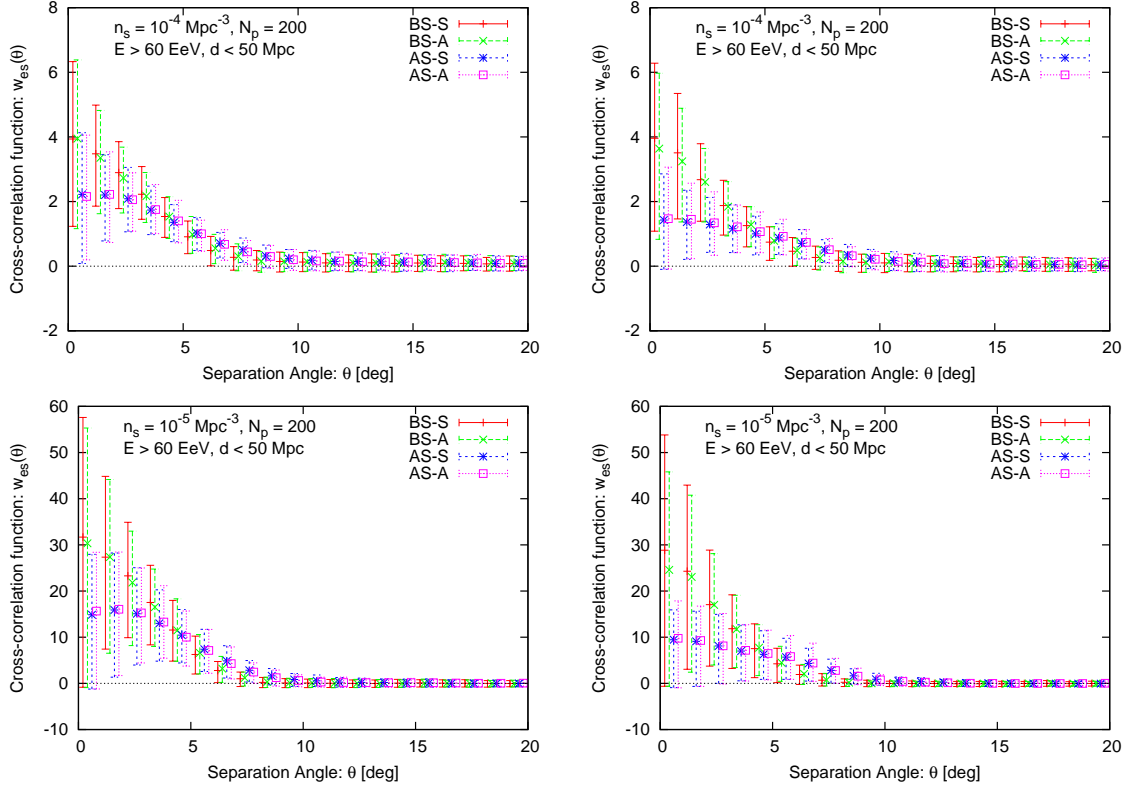 n_s = 10^-4 Mpc^-3, N_p = 200
E > 60 EeV, d < 50 Mpc
BS-S
BS-A
AS-S
AS-A
Cross-correlation function: w_es(θ)
8
6
4
2
0
-2
0 5 10 15 20
Separation Angle: θ [deg]
n_s = 10^-4 Mpc^-3, N_p = 200
E > 60 EeV, d < 50 Mpc
BS-S
BS-A
AS-S
AS-A
Cross-correlation function: w_es(θ)
8
6
4
2
0
-2
0 5 10 15 20
Separation Angle: θ [deg]
n_s = 10^-5 Mpc^-3, N_p = 200
E > 60 EeV, d < 50 Mpc
BS-S
BS-A
AS-S
AS-A
Cross-correlation function: w_es(θ)
60
50
40
30
20
10
0
-10
0 5 10 15 20
Separation Angle: θ [deg]
n_s = 10^-5 Mpc^-3, N_p = 200
E > 60 EeV, d < 50 Mpc
BS-S
BS-A
AS-S
AS-A
Cross-correlation function: w_es(θ)
60
50
40
30
20
10
0
-10
0 5 10 15 20
Separation Angle: θ [deg]